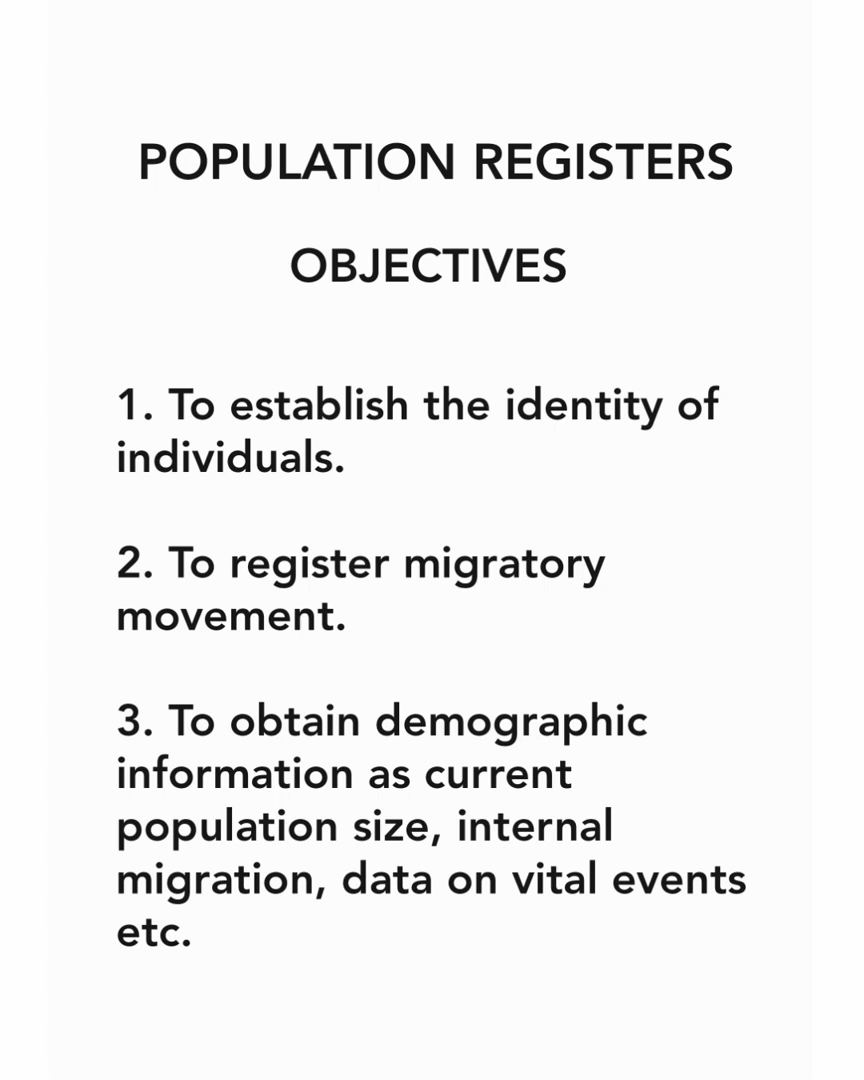 POPULATION REGISTERS
OBJECTIVES
1. To establish the identity of
individuals.
2. To register migratory
movement.
3. To obtain demographic
information as current
population size, internal
migration, data on vital events
etc.